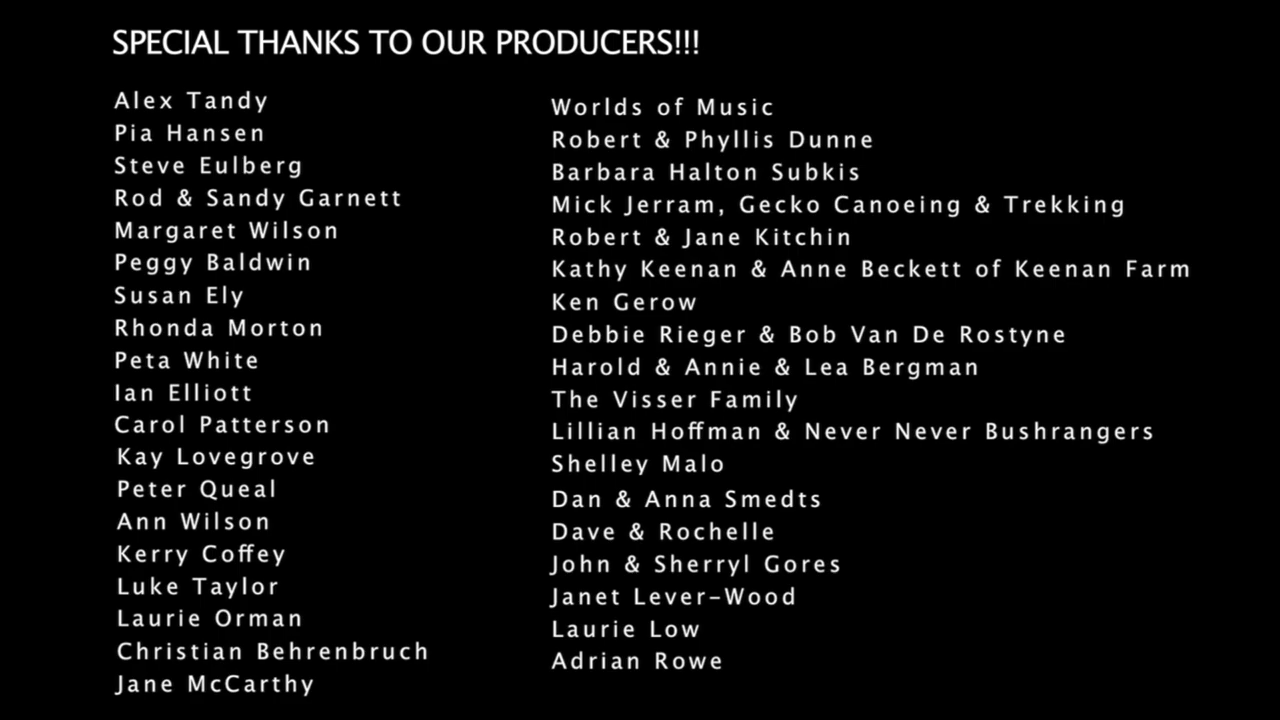 SPECIAL THANKS TO OUR PRODUCERS!!!
Alex Tandy
Pia Hansen
Steve Eulberg
Rod & Sandy Garnett
Margaret Wilson
Peggy Baldwin
Susan Ely
Rhonda Morton
Peta White
Ian Elliott
Carol Patterson
Kay Lovegrove
Peter Queal
Ann Wilson
Kerry Coffey
Luke Taylor
Laurie Orman
Christian Behrenbruch
Jane McCarthy
Worlds of Music
Robert & Phyllis Dunne
Barbara Halton Subkis
Mick Jerram, Gecko Canoeing & Trekking
Robert & Jane Kitchin
Kathy Keenan & Anne Beckett of Keenan Farm
Ken Gerow
Debbie Rieger & Bob Van De Rostyne
Harold & Annie & Lea Bergman
The Visser Family
Lillian Hoffman & Never Never Bushrangers
Shelley Malo
Dan & Anna Smedts
Dave & Rochelle
John & Sherryl Gores
Janet Lever-Wood
Laurie Low
Adrian Rowe